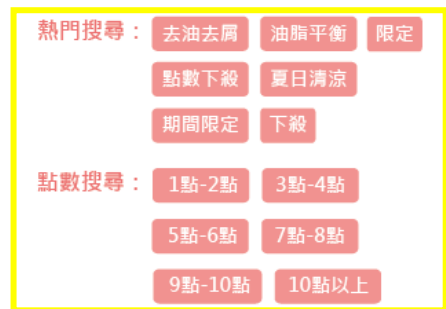 熱門搜尋： 去油去屑 油脂平衡 限定
點數下殺 夏日清涼
期間限定 下殺
點數搜尋： 1點-2點 3點-4點
5點-6點 7點-8點
9點-10點 10點以上